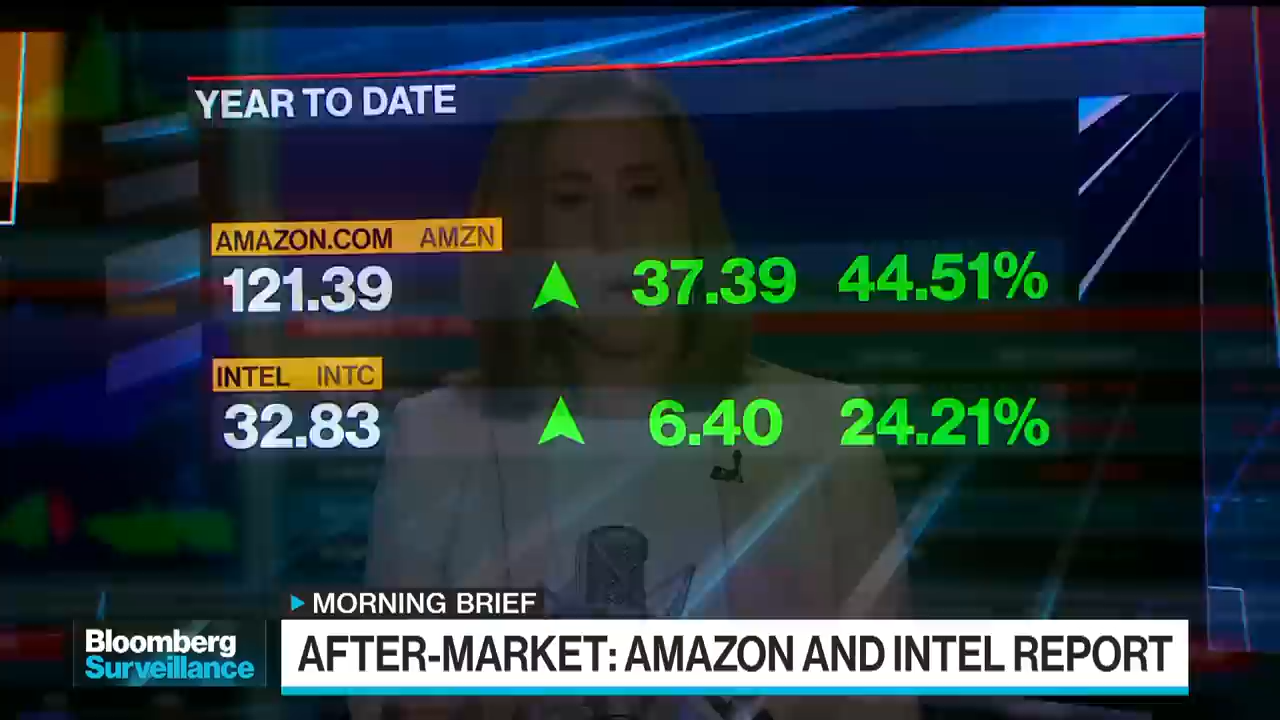 YEAR TO DATE
AMAZON.COM AMZN
121.39 37.39 44.51%
INTEL INTC
32.83 6.40 24.21%
MORNING BRIEF
Bloomberg
Surveillance
AFTER-MARKET: AMAZON AND INTEL REPORT